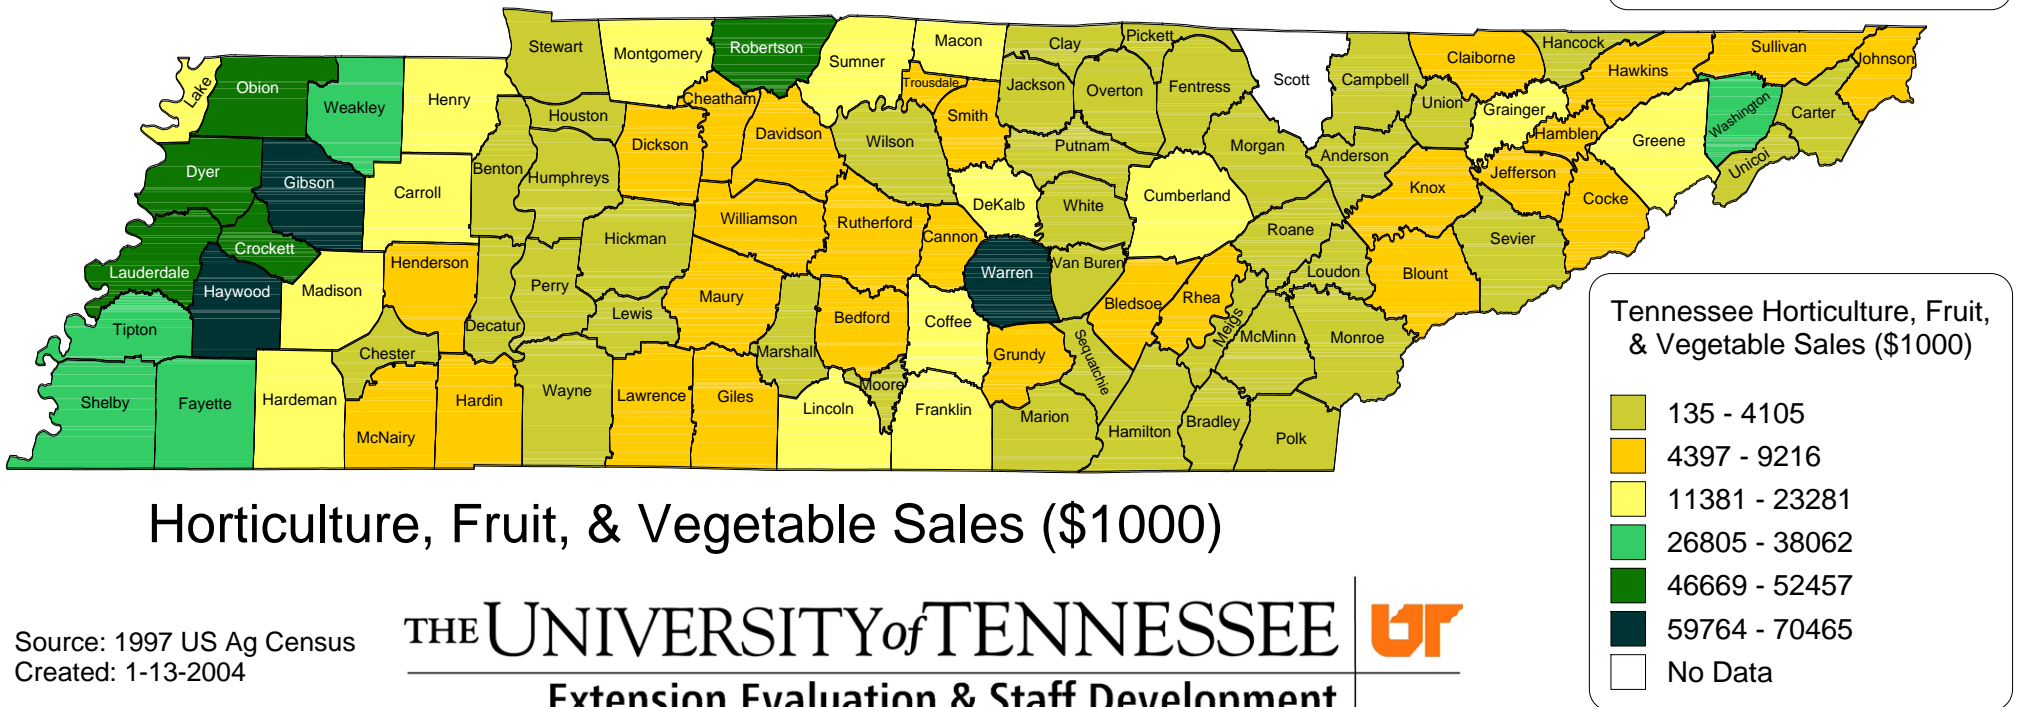 Stewart
Montgomery
Robertson
Sumner
Macon
Clay
Pickett
Scott
Campbell
Claiborne
Hancock
Hawkins
Sullivan
Johnson
Lake
Obion
Weakley
Henry
Houston
Cheatham
Trousdale
Smith
Jackson
Overton
Fentress
Union
Grainger
Hamblen
Greene
Washington
Carter
Unicoi
Dyer
Gibson
Carroll
Benton
Humphreys
Dickson
Davidson
Wilson
Putnam
Morgan
Anderson
Knox
Jefferson
Cocke
Crockett
Lauderdale
Haywood
Madison
Henderson
Decatur
Perry
Hickman
Williamson
Rutherford
Cannon
DeKalb
White
Cumberland
Roane
Loudon
Blount
Sevier
Warren
Van Buren
Bledsoe
Rhea
Meigs
McMinn
Monroe
Tipton
Chester
Lewis
Maury
Marshall
Bedford
Coffee
Grundy
Sequatchie
Shelby
Fayette
Hardeman
McNairy
Hardin
Wayne
Lawrence
Giles
Lincoln
Moore
Franklin
Marion
Hamilton
Bradley
Polk
Tennessee Horticulture, Fruit,
& Vegetable Sales ($1000)
135 - 4105
4397 - 9216
11381 - 23281
26805 - 38062
46669 - 52457
59764 - 70465
No Data
Horticulture, Fruit, & Vegetable Sales ($1000)
Source: 1997 US Ag Census
Created: 1-13-2004
THE UNIVERSITY of TENNESSEE UT
Extension Evaluation & Staff Development